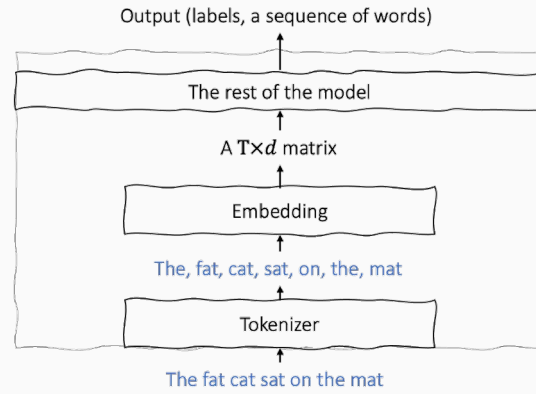 Output (labels, a sequence of words)
The rest of the model
A T×d matrix
Embedding
The, fat, cat, sat, on, the, mat
Tokenizer
The fat cat sat on the mat